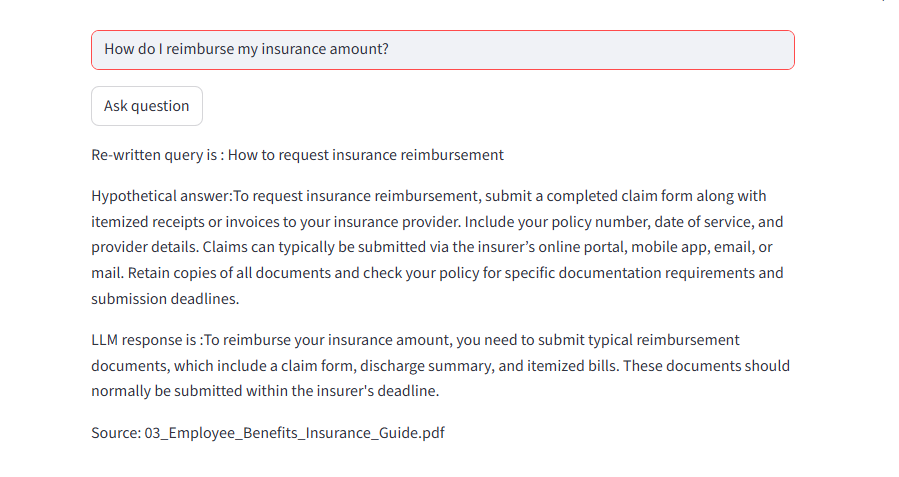 How do I reimburse my insurance amount?
Ask question
Re-written query is : How to request insurance reimbursement
Hypothetical answer:To request insurance reimbursement, submit a completed claim form along with
itemized receipts or invoices to your insurance provider. Include your policy number, date of service, and
provider details. Claims can typically be submitted via the insurer’s online portal, mobile app, email, or
mail. Retain copies of all documents and check your policy for specific documentation requirements and
submission deadlines.
LLM response is :To reimburse your insurance amount, you need to submit typical reimbursement
documents, which include a claim form, discharge summary, and itemized bills. These documents should
normally be submitted within the insurer's deadline.
Source: 03_Employee_Benefits_Insurance_Guide.pdf